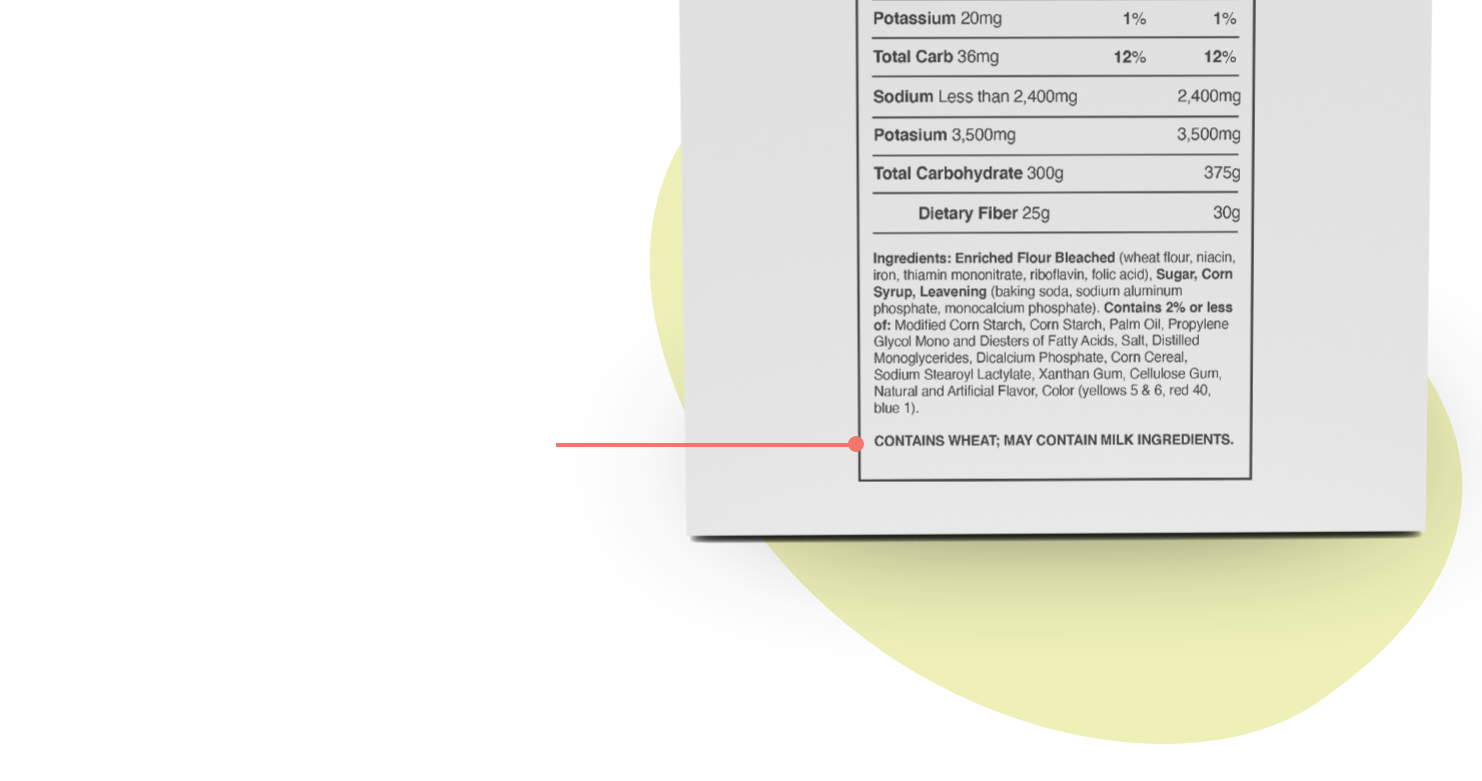 Potassium 20mg 1% 1%
Total Carb 36mg 12% 12%
Sodium Less than 2,400mg 2,400mg
Potasium 3,500mg 3,500mg
Total Carbohydrate 300g 375g
Dietary Fiber 25g 30g
Ingredients: Enriched Flour Bleached (wheat flour, niacin,
iron, thiamin mononitrate, riboflavin, folic acid), Sugar, Corn
Syrup, Leavening (baking soda, sodium aluminum
phosphate, monocalcium phosphate). Contains 2% or less
of: Modified Corn Starch, Corn Starch, Palm Oil, Propylene
Glycol Mono and Diesters of Fatty Acids, Salt, Distilled
Monoglycerides, Dicalcium Phosphate, Corn Cereal,
Sodium Stearoyl Lactylate, Xanthan Gum, Cellulose Gum,
Natural and Artificial Flavor, Color (yellows 5 & 6, red 40,
blue 1).
CONTAINS WHEAT; MAY CONTAIN MILK INGREDIENTS.